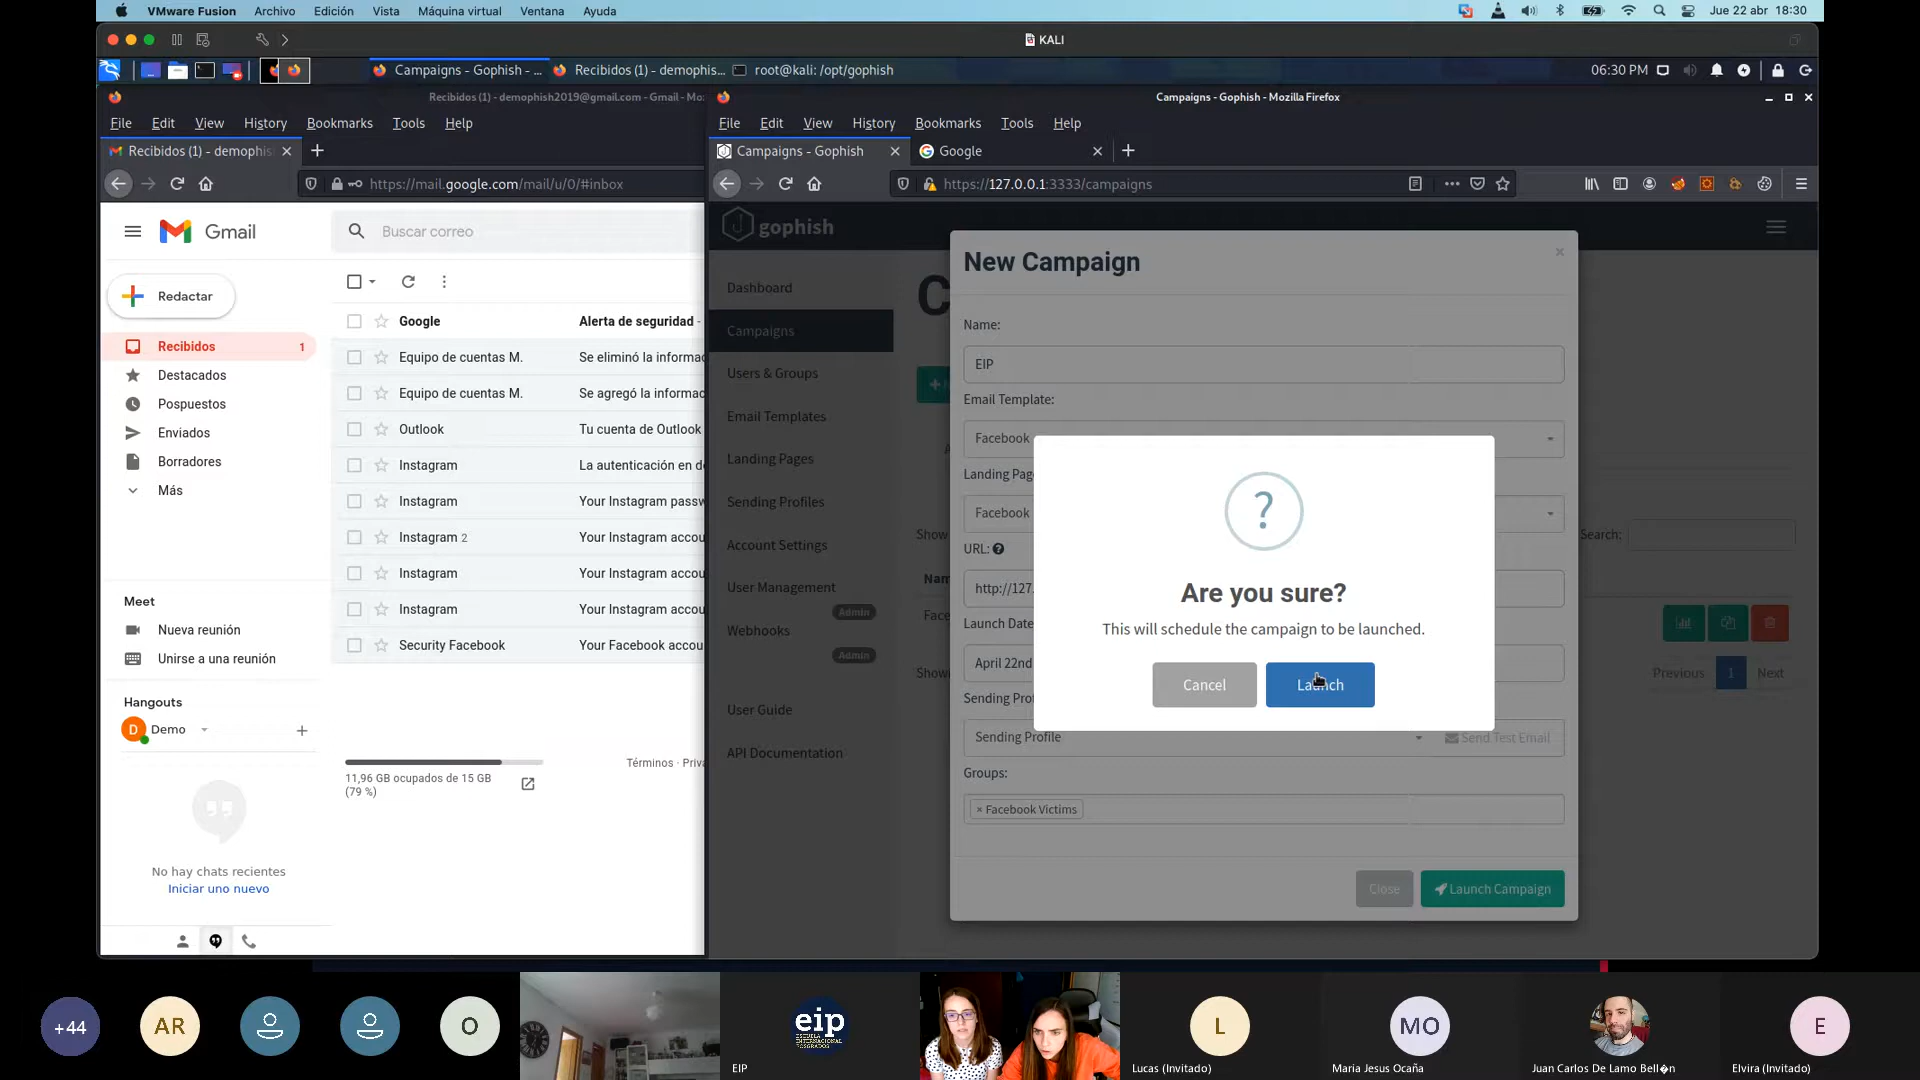 VMware Fusion Archivo Edición Vista Máquina virtual Ventana Ayuda Jue 22 abr 18:30
KALI
Campaigns - Gophish - ... Recibidos (1) - demophis... root@kali: /opt/gophish 06:30 PM
Recibidos (1) - demophish2019@gmail.com - Gmail - Mo:
File Edit View History Bookmarks Tools Help
Recibidos (1) - demophis
https://mail.google.com/mail/u/0/#inbox
Gmail
Buscar correo
Redactar
Recibidos 1
Destacados
Pospuestos
Enviados
Borradores
Más
Meet
Nueva reunión
Unirse a una reunión
Hangouts
D Demo
No hay chats recientes
Iniciar uno nuevo
Google Alerta de seguridad -
Equipo de cuentas M. Se eliminó la informac
Equipo de cuentas M. Se agregó la informac
Outlook Tu cuenta de Outlook
Instagram La autenticación en d
Instagram Your Instagram passw
Instagram 2 Your Instagram accou
Instagram Your Instagram accou
Instagram Your Instagram accou
Security Facebook Your Facebook accou
11,96 GB ocupados de 15 GB
(79 %)
Términos · Priva
Campaigns - Gophish - Mozilla Firefox
File Edit View History Bookmarks Tools Help
Campaigns - Gophish Google
https://127.0.0.1:3333/campaigns
gophish
Dashboard
Campaigns
Users & Groups
Email Templates
Landing Pages
Sending Profiles
Account Settings
User Management
Admin
Webhooks
Admin
User Guide
API Documentation
C
Show
Search:
Nam
Face
Show
Previous 1 Next
New Campaign ×
Name:
EIP
Email Template:
Facebook
Landing Pag
Facebook
URL:
http://127.
Launch Date
April 22nd
Sending Prof
Sending Profile Send Test Email
Groups:
× Facebook Victims
Close Launch Campaign
?
Are you sure?
This will schedule the campaign to be launched.
Cancel Launch
+44 AR O
eip
ESCUELA
INTERNACIONAL
POSGRADOS
EIP
L
Lucas (Invitado)
MO
Maria Jesus Ocaña
Juan Carlos De Lamo Bell�n
E
Elvira (Invitado)